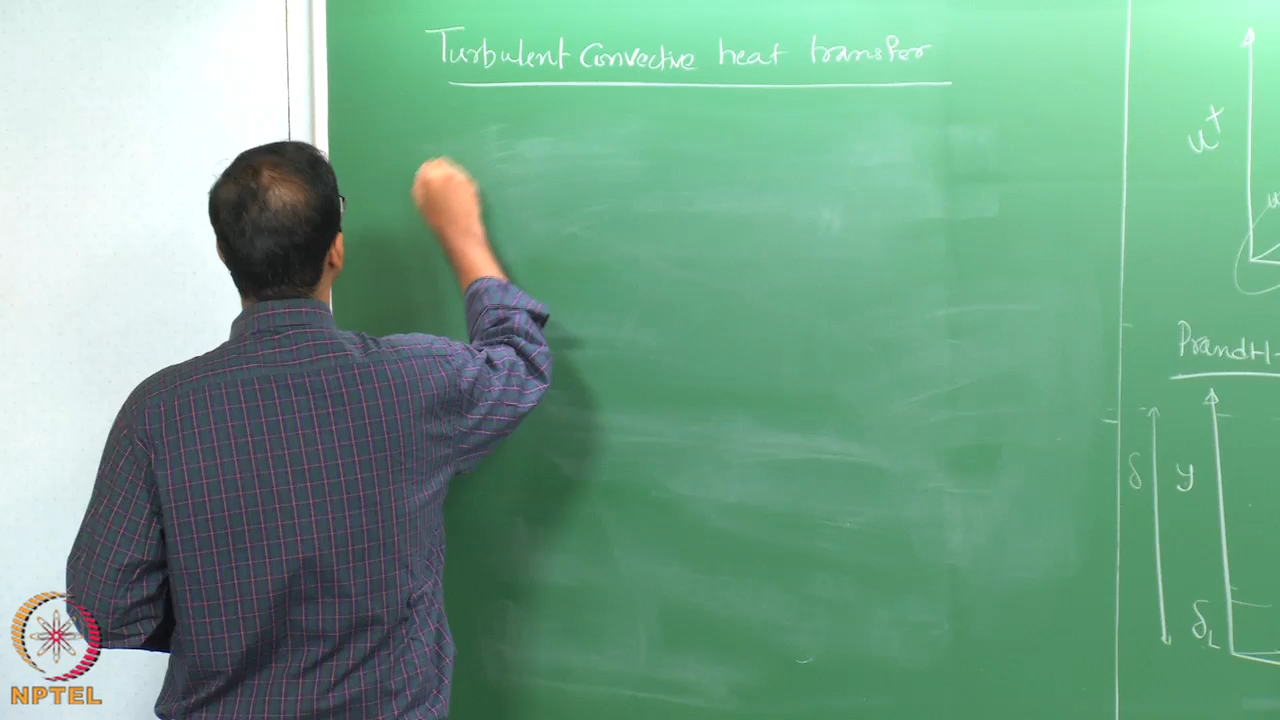 Turbulent Convective heat transfer
u⁺
u
Prandtl-
δ
y
δL
NPTEL